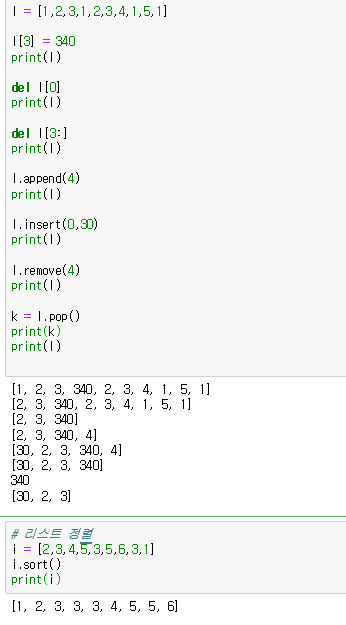 l = [1,2,3,1,2,3,4,1,5,1]
l[3] = 340
print(l)
del l[0]
print(l)
del l[3:]
print(l)
l.append(4)
print(l)
l.insert(0,30)
print(l)
l.remove(4)
print(l)
k = l.pop()
print(k)
print(l)
[1, 2, 3, 340, 2, 3, 4, 1, 5, 1]
[2, 3, 340, 2, 3, 4, 1, 5, 1]
[2, 3, 340]
[2, 3, 340, 4]
[30, 2, 3, 340, 4]
[30, 2, 3, 340]
340
[30, 2, 3]
# 리스트 정렬
i = [2,3,4,5,3,5,6,3,1]
i.sort()
print(i)
[1, 2, 3, 3, 3, 4, 5, 5, 6]